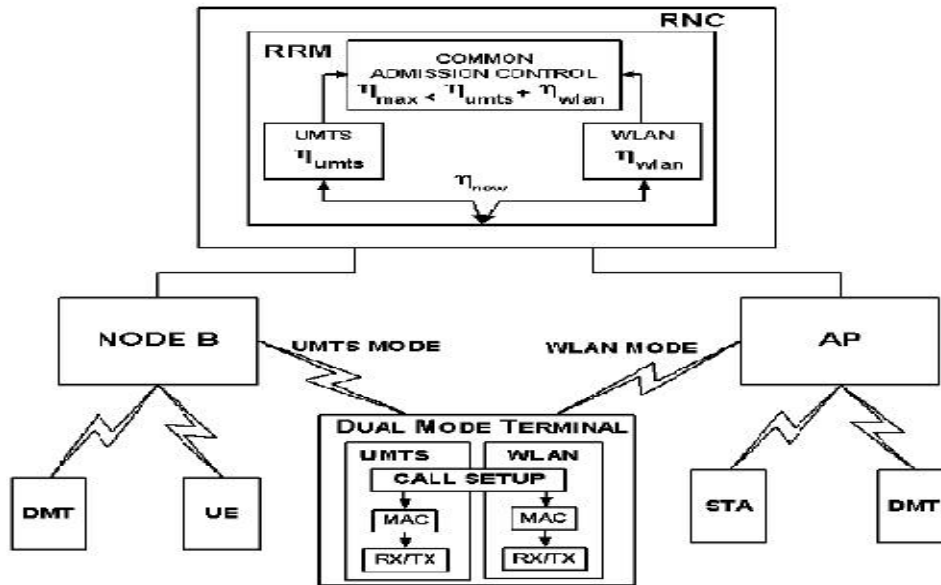 RNC
RRM
COMMON
ADMISSION CONTROL
ηmax < ηumts + ηwlan
UMTS
ηumts
WLAN
ηwlan
ηnew
NODE B
AP
UMTS MODE
WLAN MODE
DUAL MODE TERMINAL
UMTS
WLAN
CALL SETUP
MAC
MAC
RX/TX
RX/TX
DMT
UE
STA
DMT